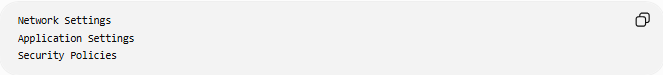 Network Settings
Application Settings
Security Policies